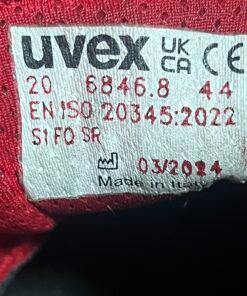 uvex UK CA CE
20 6846.8 44
EN ISO 20345:2022
S1 FO SR
03/2024
Made in Italy